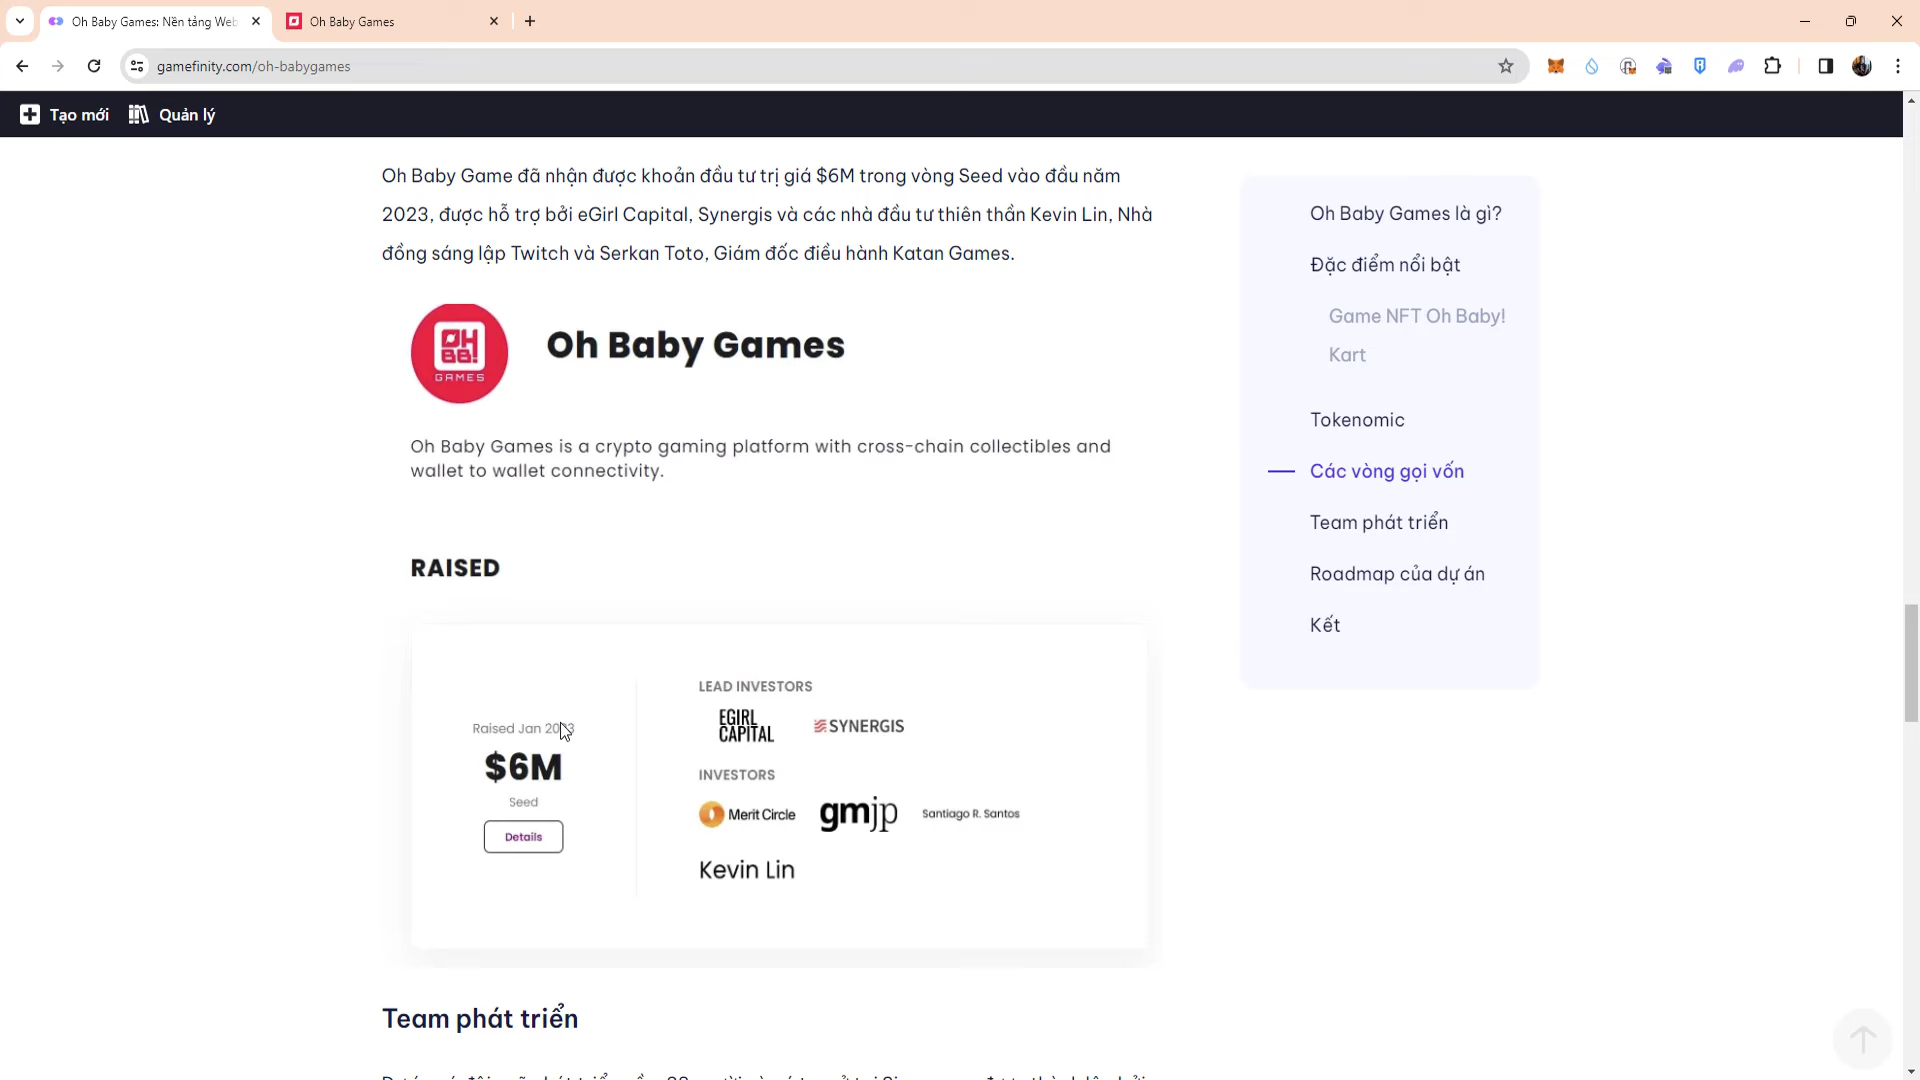 Oh Baby Games: Nền tảng Web
Oh Baby Games
gamefinity.com/oh-babygames
Tạo mới
Quản lý
Oh Baby Game đã nhận được khoản đầu tư trị giá $6M trong vòng Seed vào đầu năm
2023, được hỗ trợ bởi eGirl Capital, Synergis và các nhà đầu tư thiên thần Kevin Lin, Nhà
đồng sáng lập Twitch và Serkan Toto, Giám đốc điều hành Katan Games.
OH
BB!
GAMES
Oh Baby Games
Oh Baby Games is a crypto gaming platform with cross-chain collectibles and
wallet to wallet connectivity.
RAISED
Raised Jan 2023
$6M
Seed
Details
LEAD INVESTORS
EGIRL
CAPITAL
SYNERGIS
INVESTORS
Merit Circle
gmjp
Santiago R. Santos
Kevin Lin
Team phát triển
Oh Baby Games là gì?
Đặc điểm nổi bật
Game NFT Oh Baby!
Kart
Tokenomic
Các vòng gọi vốn
Team phát triển
Roadmap của dự án
Kết